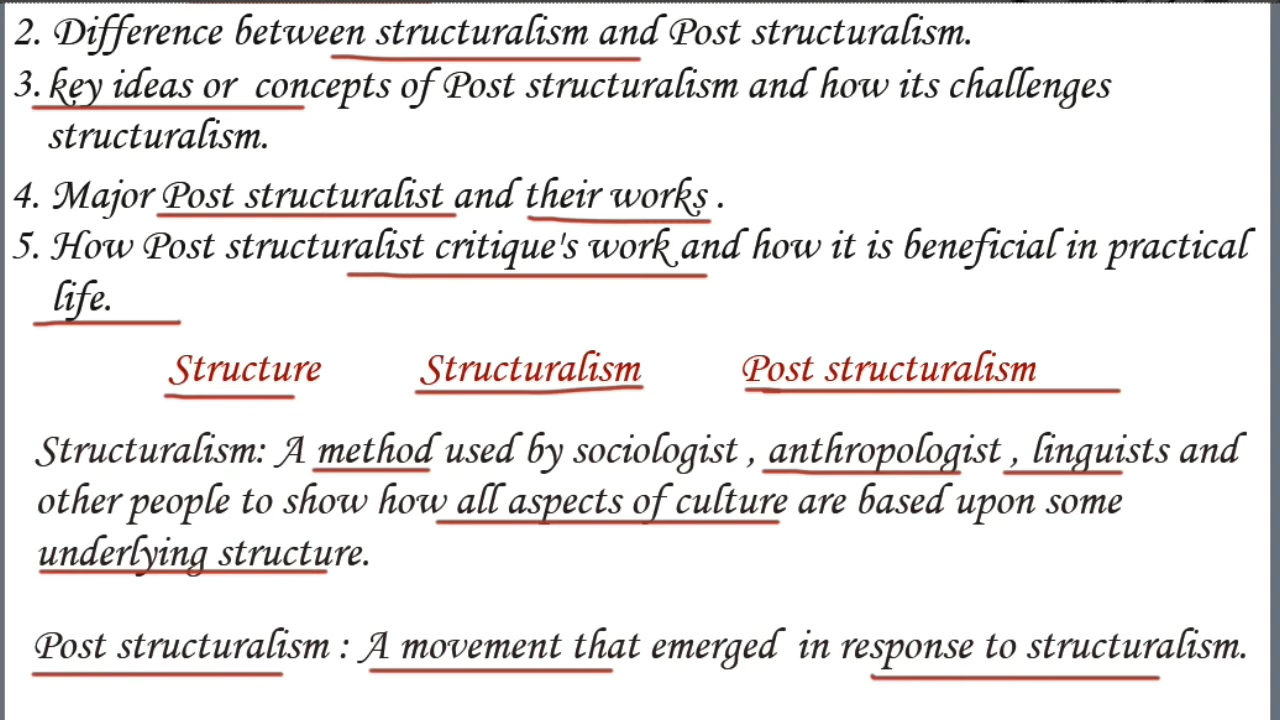 2. Difference between structuralism and Post structuralism.
3. key ideas or concepts of Post structuralism and how its challenges
structuralism.
4. Major Post structuralist and their works .
5. How Post structuralist critique's work and how it is beneficial in practical
life.
Structure Structuralism Post structuralism
Structuralism: A method used by sociologist , anthropologist , linguists and
other people to show how all aspects of culture are based upon some
underlying structure.
Post structuralism : A movement that emerged in response to structuralism.